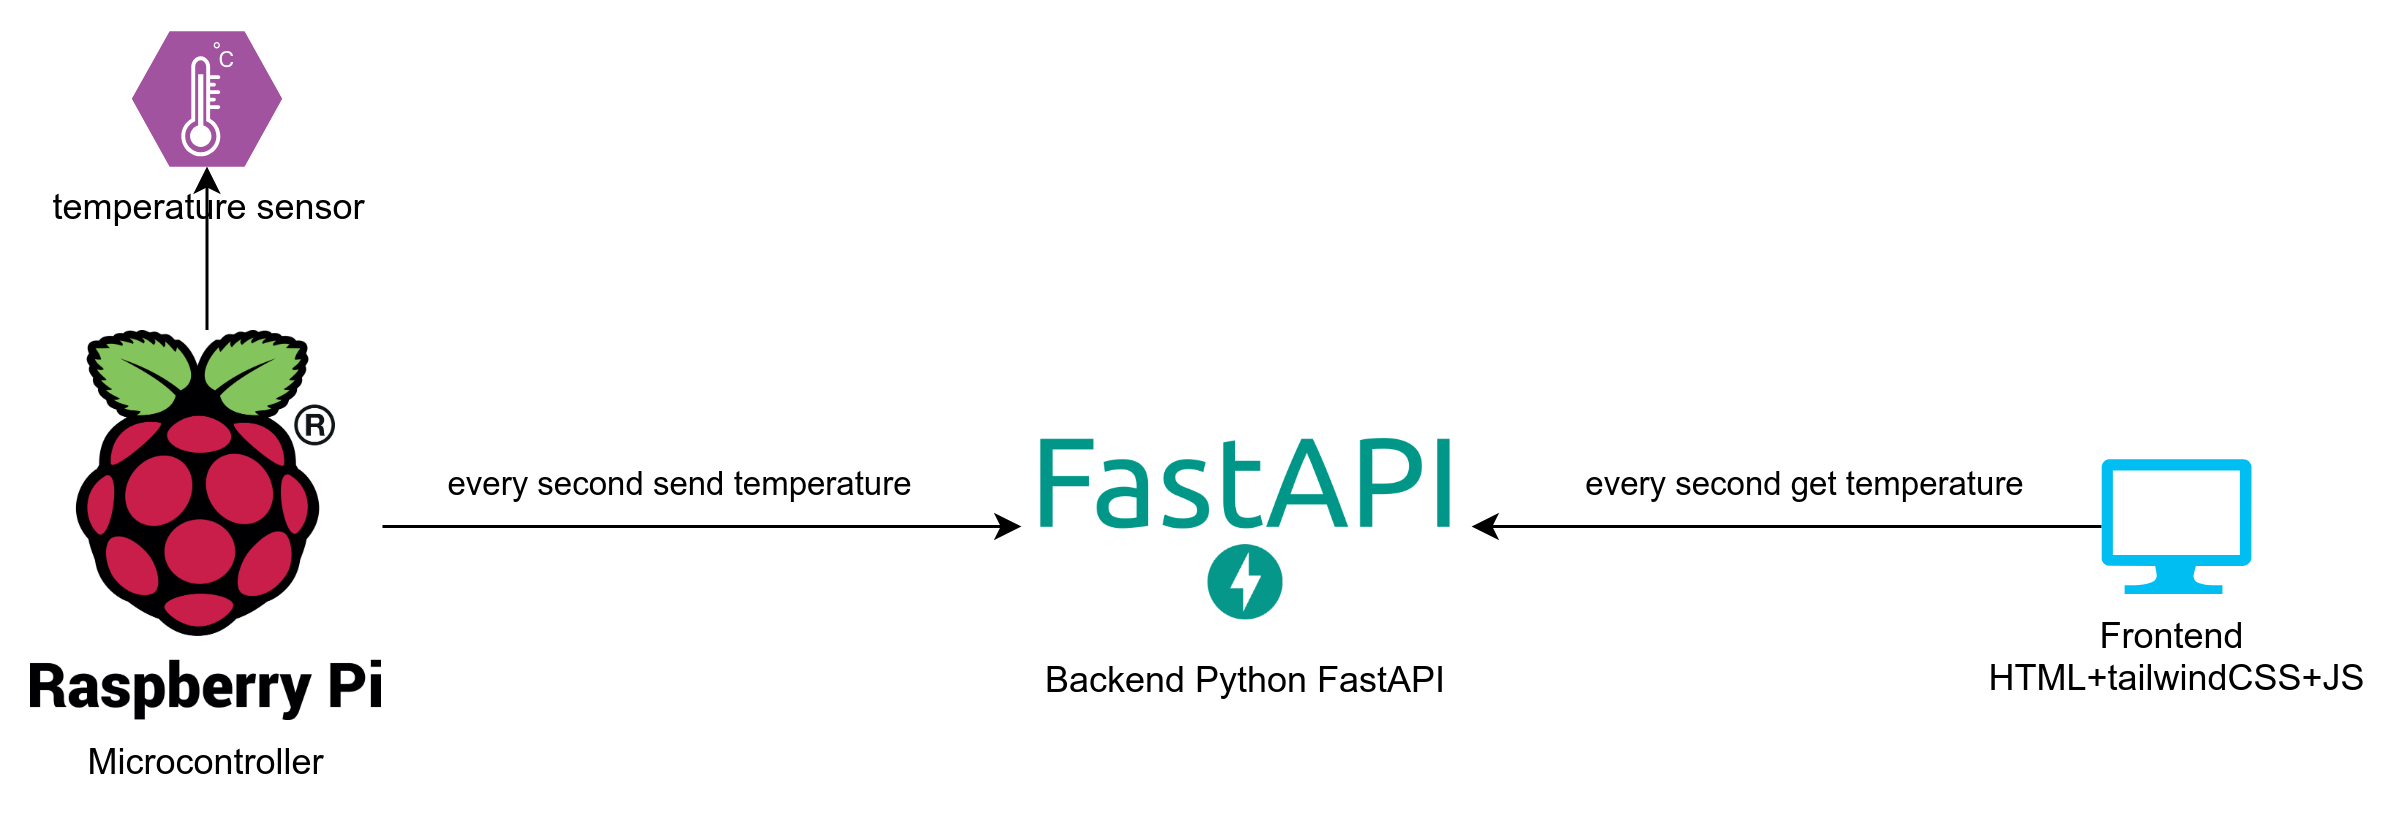 °C
temperature sensor
®
Raspberry Pi
Microcontroller
every second send temperature
FastAPI
Backend Python FastAPI
every second get temperature
Frontend
HTML+tailwindCSS+JS